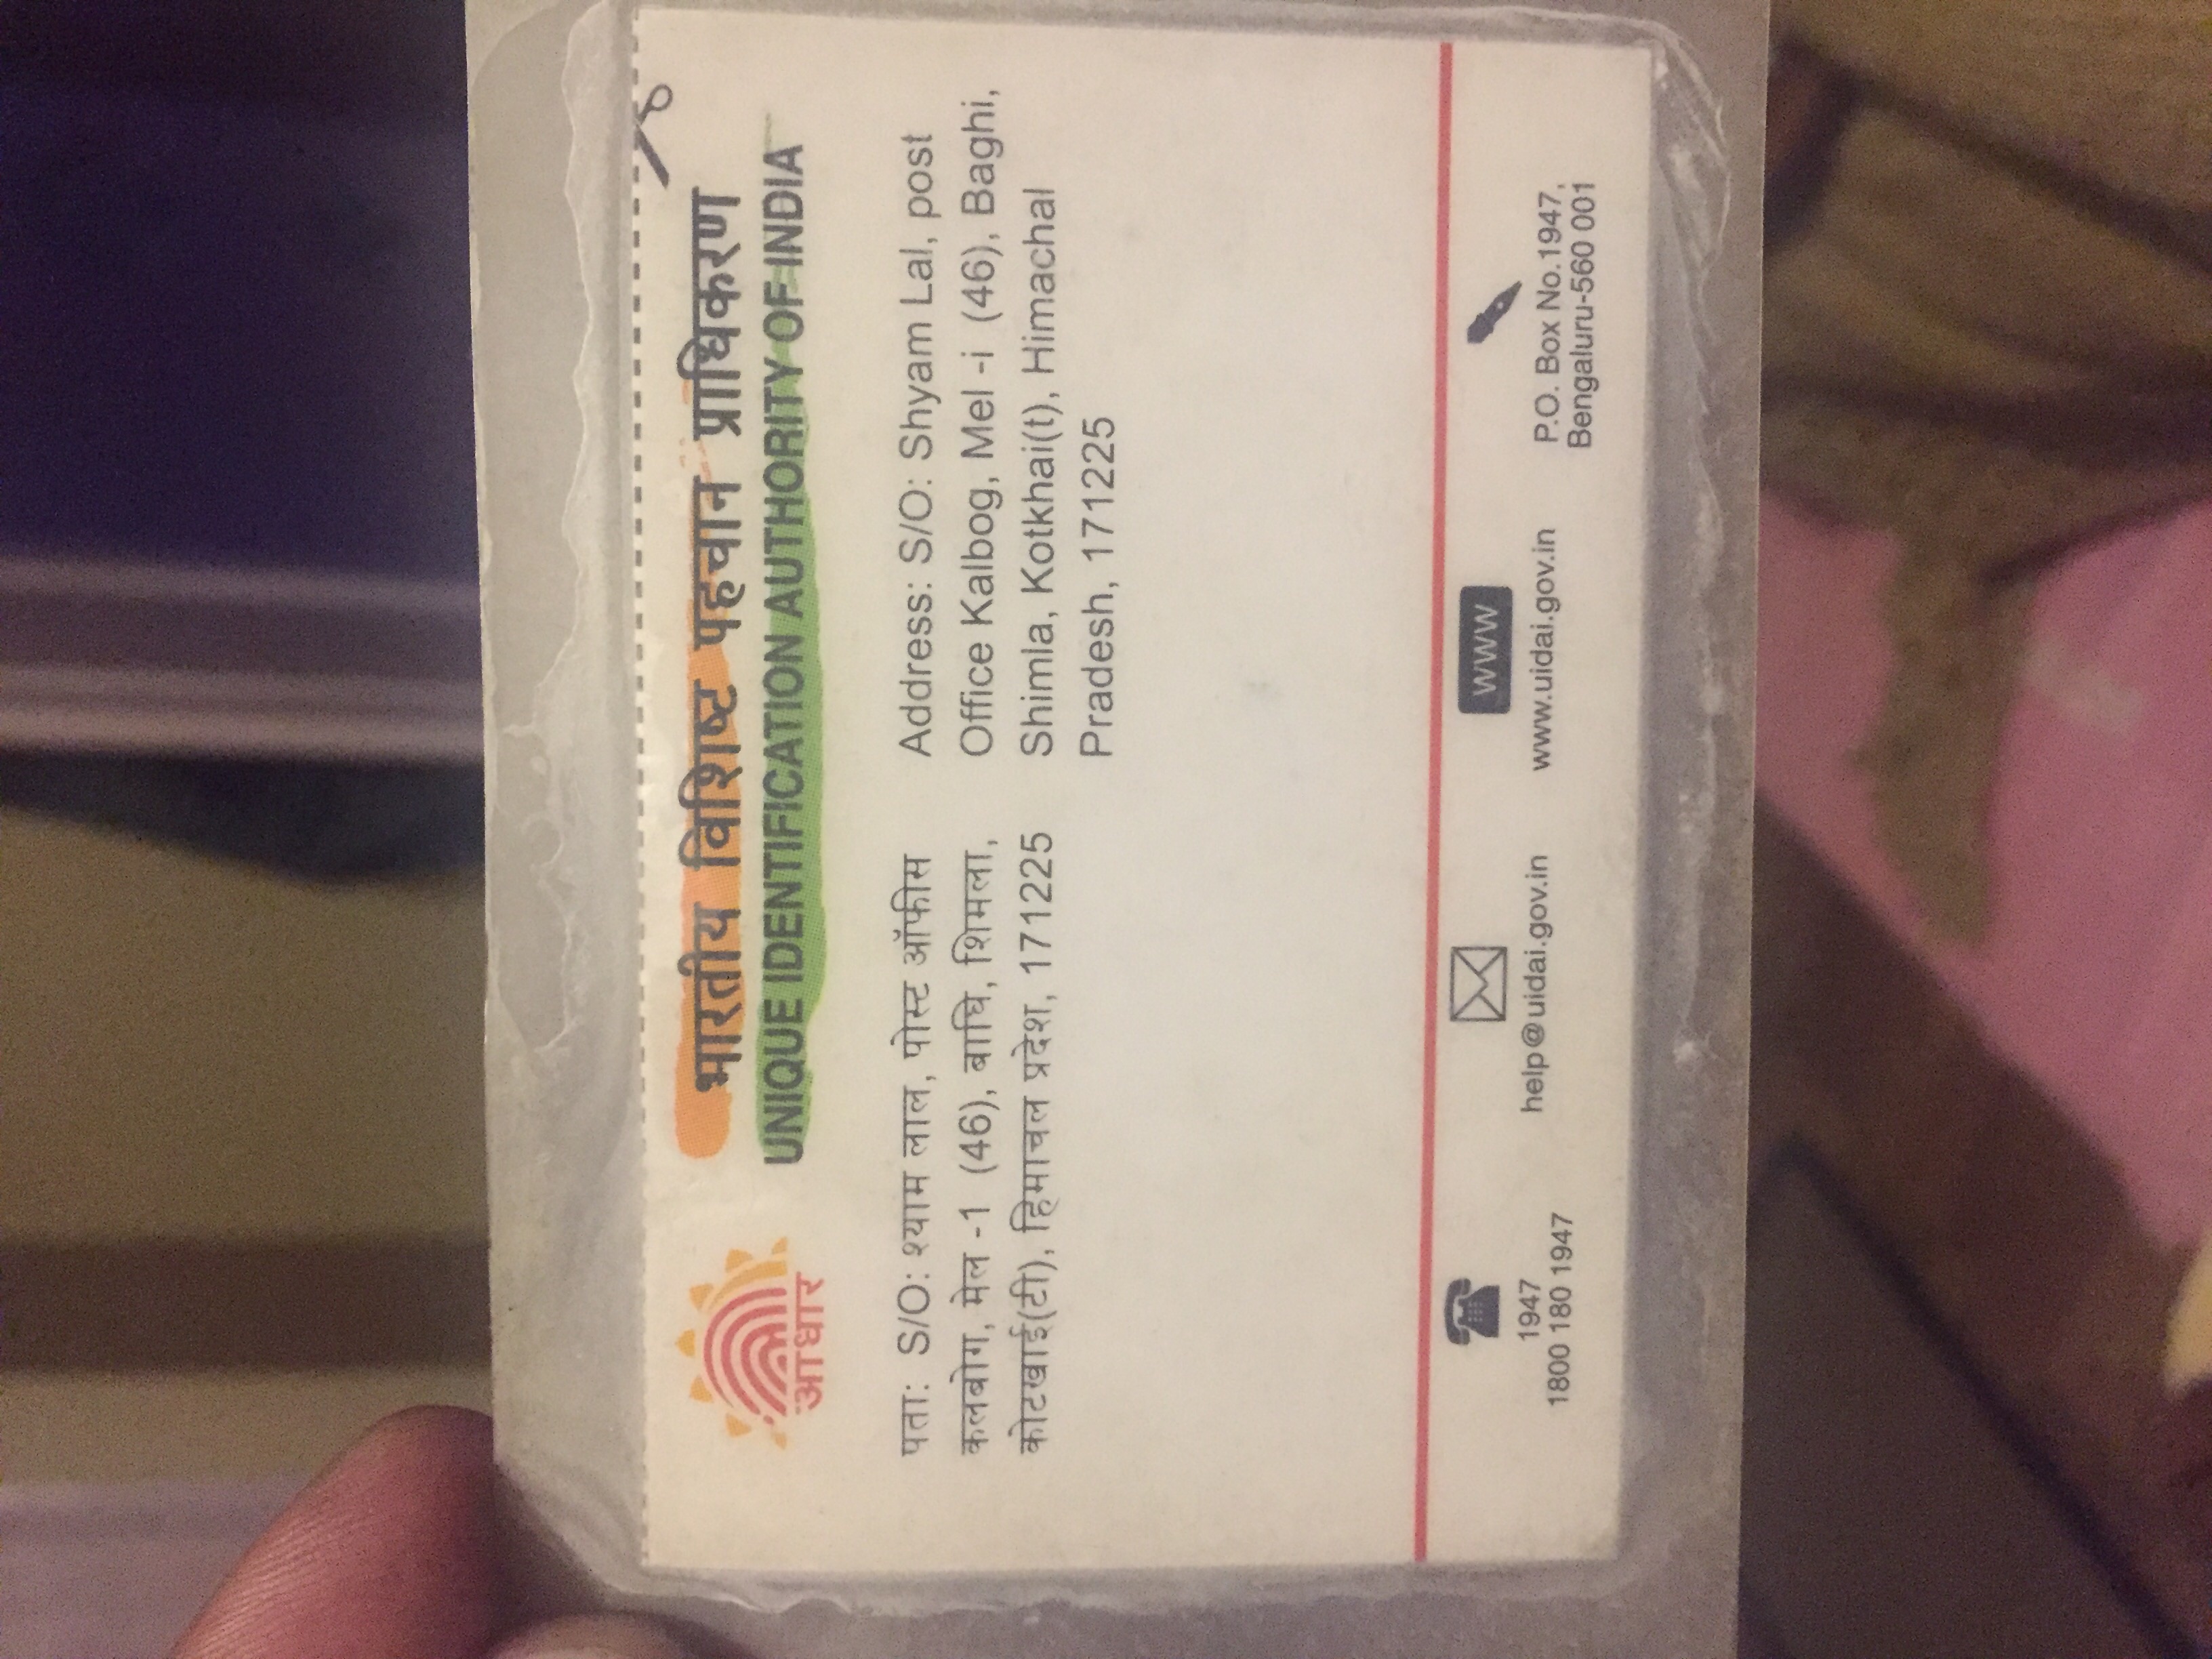 भारतीय विशिष्ट पहचान प्राधिकरण
UNIQUE IDENTIFICATION AUTHORITY OF INDIA
आधार
पता: S/O: श्याम लाल, पोस्ट ऑफीस
कलबोग, मेल -1 (46), बाघि, शिमला,
कोटखाई(टी), हिमाचल प्रदेश, 171225
Address: S/O: Shyam Lal, post
Office Kalbog, Mel -i (46), Baghi,
Shimla, Kotkhai(t), Himachal
Pradesh, 171225
1947
1800 180 1947
help@uidai.gov.in
WWW
www.uidai.gov.in
P.O. Box No.1947,
Bengaluru-560 001